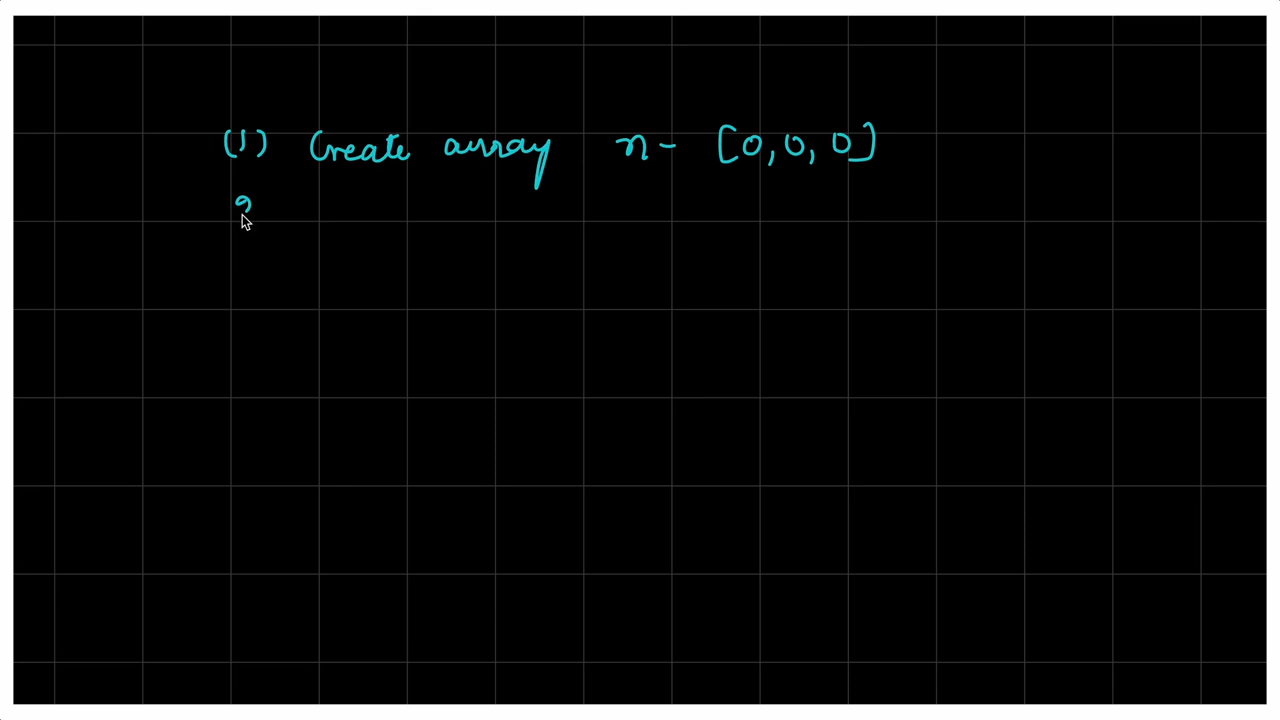 (1) Create array n - [0, 0, 0]